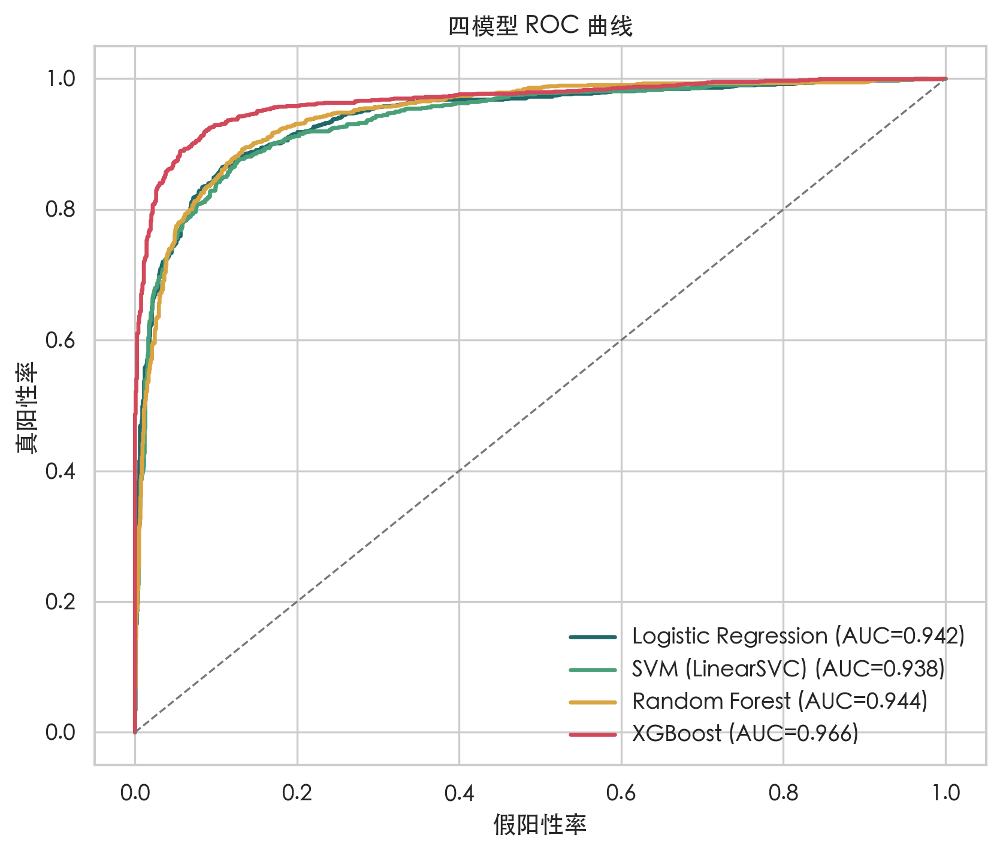 四模型 ROC 曲线
1.0
0.8
0.6
0.4
0.2
0.0
真阳性率
Logistic Regression (AUC=0.942)
SVM (LinearSVC) (AUC=0.938)
Random Forest (AUC=0.944)
XGBoost (AUC=0.966)
0.0 0.2 0.4 0.6 0.8 1.0
假阳性率